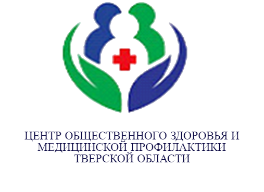 ЦЕНТР ОБЩЕСТВЕННОГО ЗДОРОВЬЯ И
МЕДИЦИНСКОЙ ПРОФИЛАКТИКИ
ТВЕРСКОЙ ОБЛАСТИ